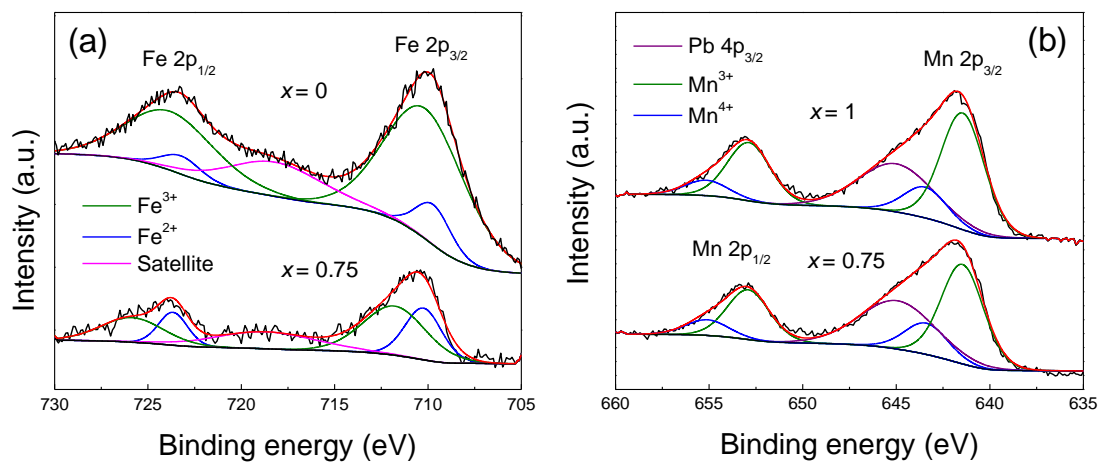 (a)
Fe 2p₁/₂
Fe 2p₃/₂
x = 0
Fe³⁺
Fe²⁺
Satellite
x = 0.75
Intensity (a.u.)
730 725 720 715 710 705
Binding energy (eV)
(b)
Pb 4p₃/₂
Mn³⁺
Mn⁴⁺
Mn 2p₃/₂
x = 1
Mn 2p₁/₂
x = 0.75
Intensity (a.u.)
660 655 650 645 640 635
Binding energy (eV)